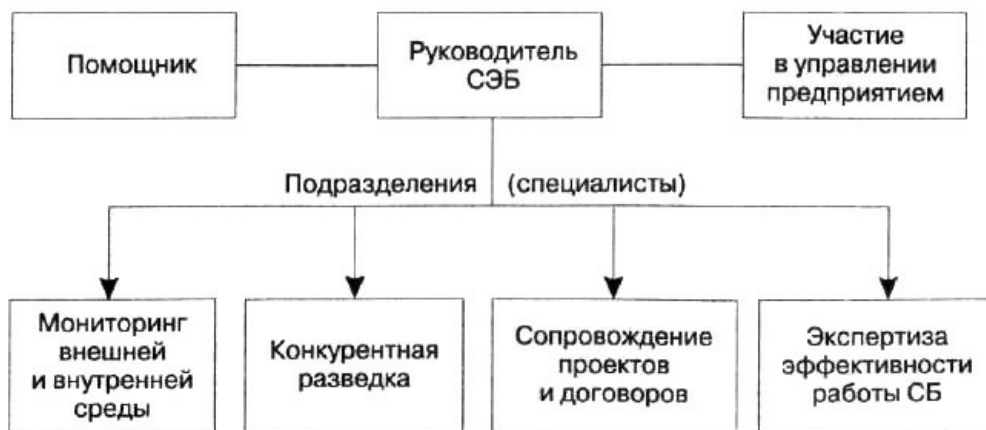 Помощник
Руководитель
СЭБ
Участие
в управлении
предприятием
Подразделения (специалисты)
Мониторинг
внешней
и внутренней
среды
Конкурентная
разведка
Сопровождение
проектов
и договоров
Экспертиза
эффективности
работы СБ